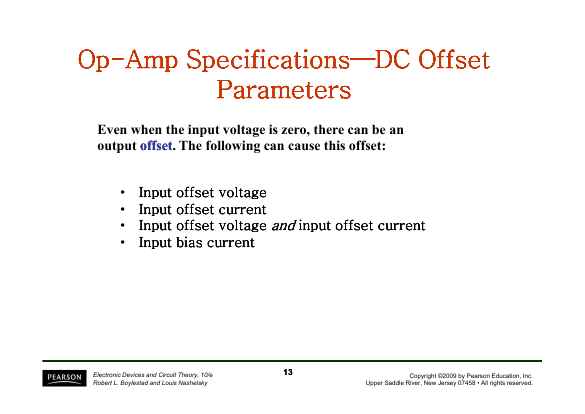 Op-Amp Specifications—DC Offset
Parameters
Even when the input voltage is zero, there can be an
output offset. The following can cause this offset:
• Input offset voltage
• Input offset current
• Input offset voltage and input offset current
• Input bias current
PEARSON
Electronic Devices and Circuit Theory, 10/e
Robert L. Boylestad and Louis Nashelsky
13
Copyright ©2009 by Pearson Education, Inc.
Upper Saddle River, New Jersey 07458 • All rights reserved.